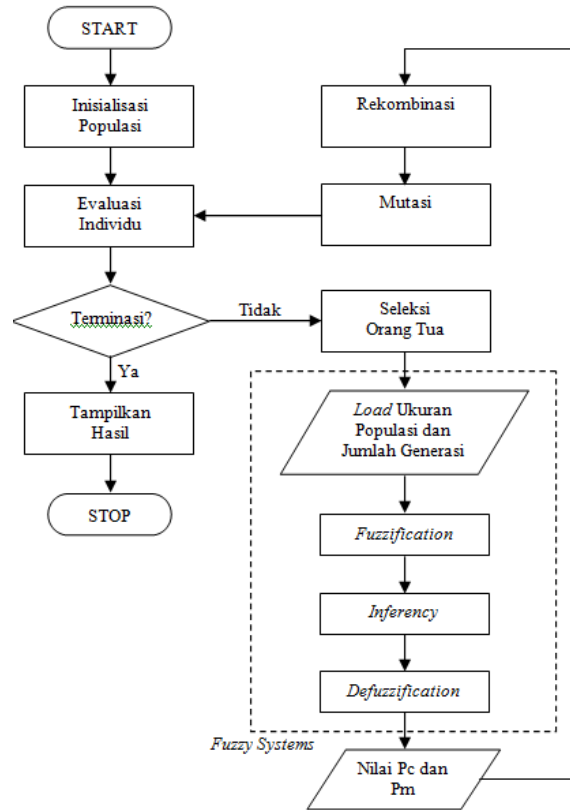 START
Inisialisasi
Populasi
Evaluasi
Individu
Terminasi?
Ya
Tampilkan
Hasil
STOP
Tidak
Rekombinasi
Mutasi
Seleksi
Orang Tua
Load Ukuran
Populasi dan
Jumlah Generasi
Fuzzification
Inferency
Defuzzification
Fuzzy Systems
Nilai Pc dan
Pm